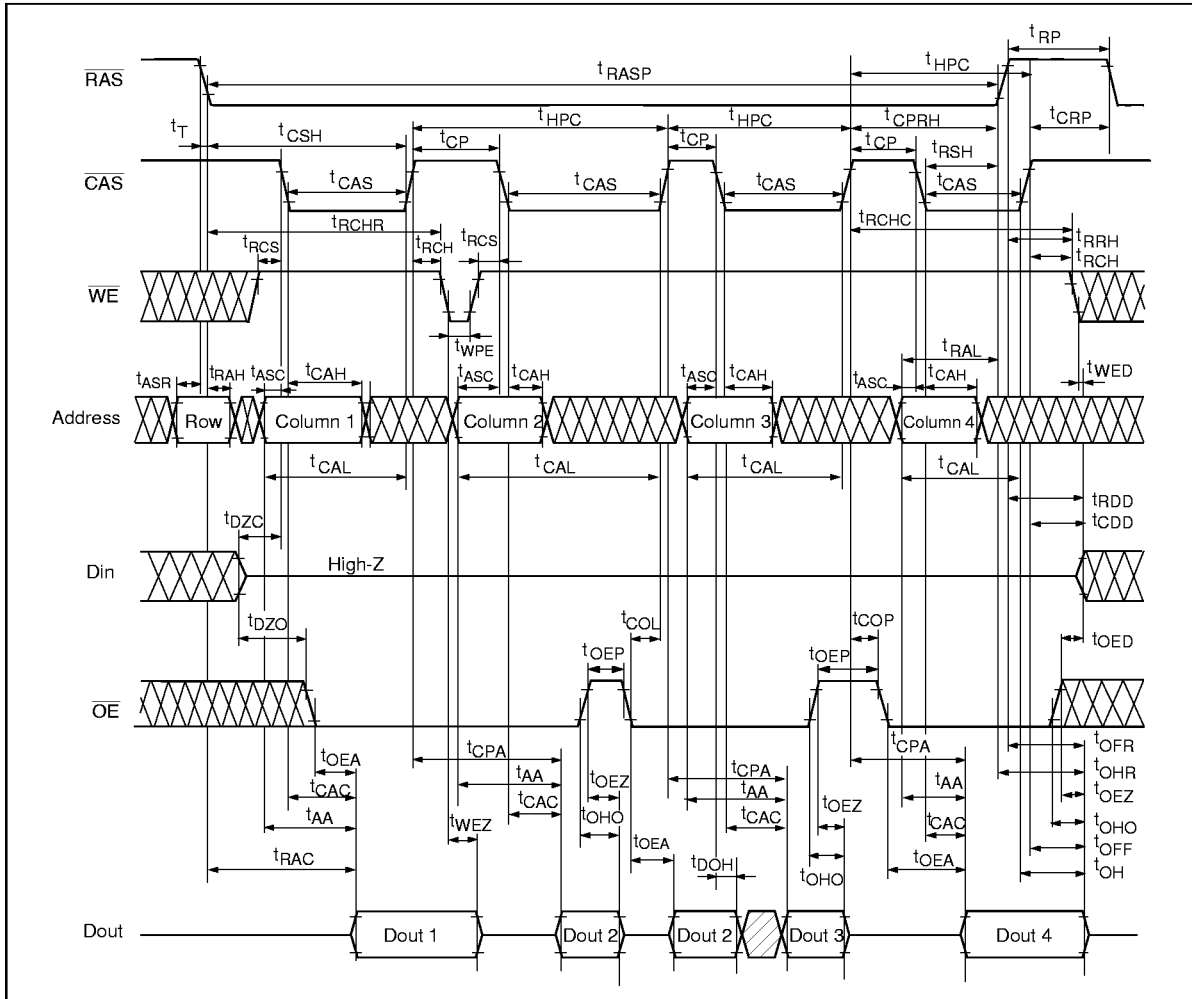 tRP
RAS
tRASP
tHPC
tT
tCSH
tHPC
tHPC
tCPRH
tCRP
tCP
tCP
tCP
tRSH
CAS
tCAS
tCAS
tCAS
tCAS
tRCHR
tRCHC
tRCS
tRCH
tRCS
tRRH
tRCH
WE
tWPE
tRAL
tWED
tASR
tRAH
tASC
tCAH
tASC
tCAH
tASC
tCAH
tASC
tCAH
Address
Row
Column 1
Column 2
Column 3
Column 4
tCAL
tCAL
tCAL
tCAL
tRDD
tCDD
tDZC
Din
High-Z
tDZO
tCOL
tCOP
tOED
tOEP
tOEP
OE
tOEA
tCPA
tCPA
tCPA
tOFR
tOHR
tCAC
tAA
tOEZ
tAA
tOEZ
tAA
tOEZ
tAA
tCAC
tOHO
tCAC
tCAC
tOHO
tWEZ
tOEA
tDOH
tOHO
tOEA
tOFF
tRAC
tOH
Dout
Dout 1
Dout 2
Dout 2
Dout 3
Dout 4